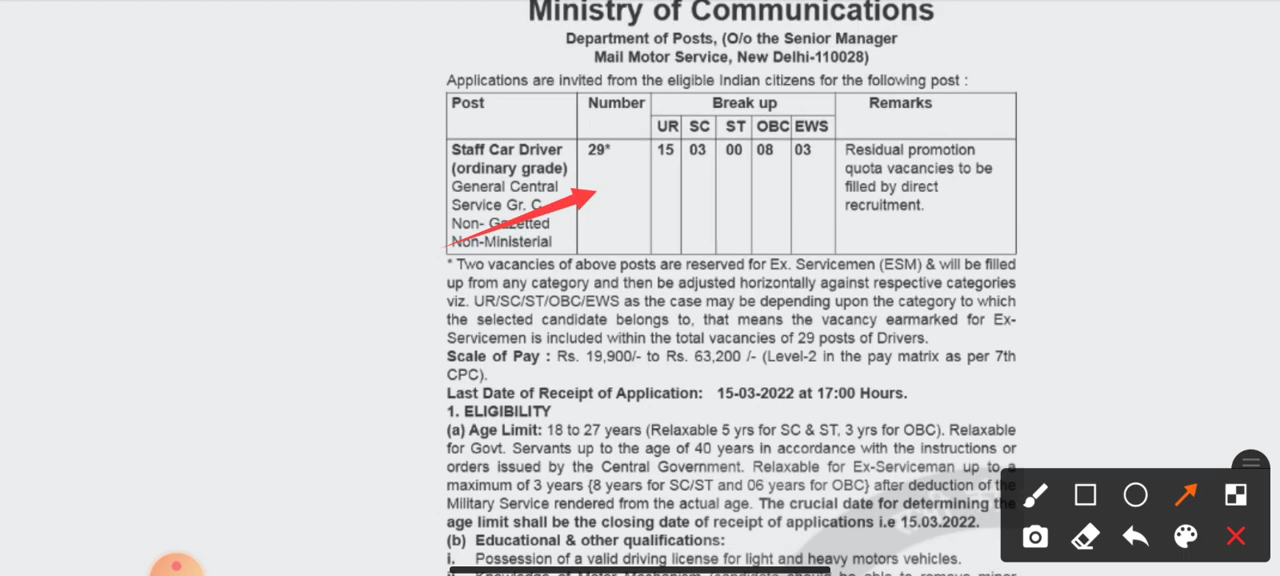 Ministry of Communications
Department of Posts, (O/o the Senior Manager
Mail Motor Service, New Delhi-110028)
Applications are invited from the eligible Indian citizens for the following post :
Post Number Break up Remarks
UR SC ST OBC EWS
Staff Car Driver 29* 15 03 00 08 03 Residual promotion
(ordinary grade) quota vacancies to be
General Central filled by direct
Service Gr. C recruitment.
Non- Gazetted
Non-Ministerial
* Two vacancies of above posts are reserved for Ex. Servicemen (ESM) & will be filled
up from any category and then be adjusted horizontally against respective categories
viz. UR/SC/ST/OBC/EWS as the case may be depending upon the category to which
the selected candidate belongs to, that means the vacancy earmarked for Ex-
Servicemen is included within the total vacancies of 29 posts of Drivers.
Scale of Pay : Rs. 19,900/- to Rs. 63,200 /- (Level-2 in the pay matrix as per 7th
CPC).
Last Date of Receipt of Application: 15-03-2022 at 17:00 Hours.
1. ELIGIBILITY
(a) Age Limit: 18 to 27 years (Relaxable 5 yrs for SC & ST, 3 yrs for OBC). Relaxable
for Govt. Servants up to the age of 40 years in accordance with the instructions or
orders issued by the Central Government. Relaxable for Ex-Serviceman up to a
maximum of 3 years {8 years for SC/ST and 06 years for OBC} after deduction of the
Military Service rendered from the actual age. The crucial date for determining the
age limit shall be the closing date of receipt of applications i.e 15.03.2022.
(b) Educational & other qualifications:
i. Possession of a valid driving license for light and heavy motors vehicles.